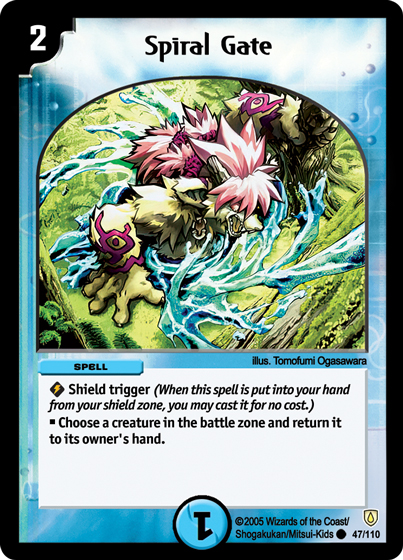 2
Spiral Gate
illus. Tomofumi Ogasawara
SPELL
Shield trigger (When this spell is put into your hand
from your shield zone, you may cast it for no cost.)
▪ Choose a creature in the battle zone and return it
to its owner's hand.
1
©2005 Wizards of the Coast/
Shogakukan/Mitsui-Kids ● 47/110